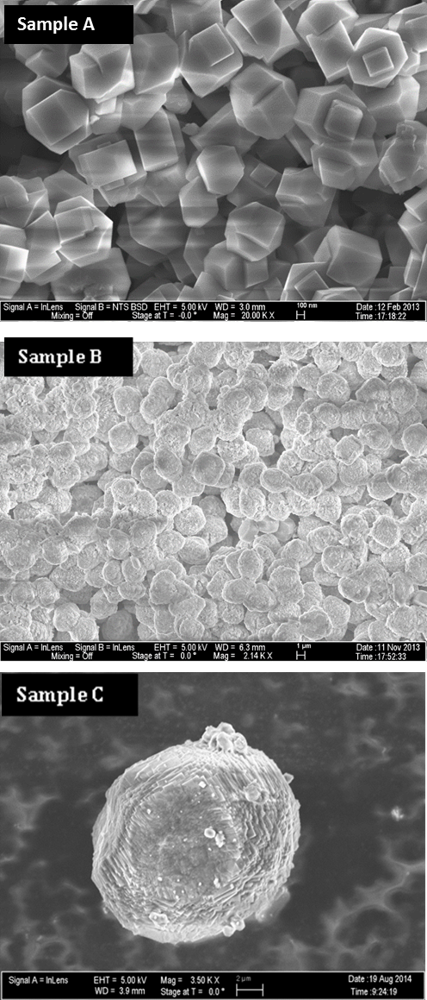 Sample A
Signal A = InLens Signal B = NTS BSD EHT = 5.00 kV WD = 3.0 mm 100 nm Date :12 Feb 2013
Mixing = Off Stage at T = -0.0 ° Mag = 20.00 K X Time :17:18:22
Sample B
Signal A = InLens Signal B = InLens EHT = 5.00 kV WD = 6.3 mm 1 µm Date :11 Nov 2013
Mixing = Off Stage at T = 0.0 ° Mag = 2.14 K X Time :17:52:33
Sample C
Signal A = InLens EHT = 5.00 kV Mag = 3.50 K X 2 µm Date :19 Aug 2014
WD = 3.9 mm Stage at T = 0.0 ° Time :9:24:19